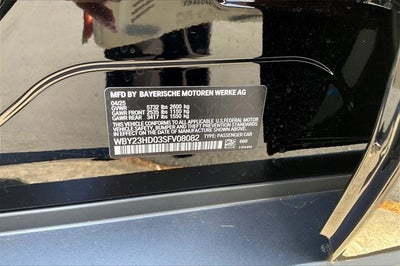 MFD BY BAYERISCHE MOTOREN WERKE AG
04/25
GVWR 5732 lbs 2600 kg
GAWR FRONT 2535 lbs 1150 kg
GAWR REAR 3417 lbs 1550 kg
THIS VEHICLE CONFORMS TO ALL APPLICABLE U.S. FEDERAL MOTOR
VEHICLE SAFETY, BUMPER, AND THEFT PREVENTION STANDARDS
IN EFFECT ON THE DATE OF MANUFACTURE SHOWN ABOVE.
WBY23HD03SFV08082 TYPE: PASSENGER CAR
668